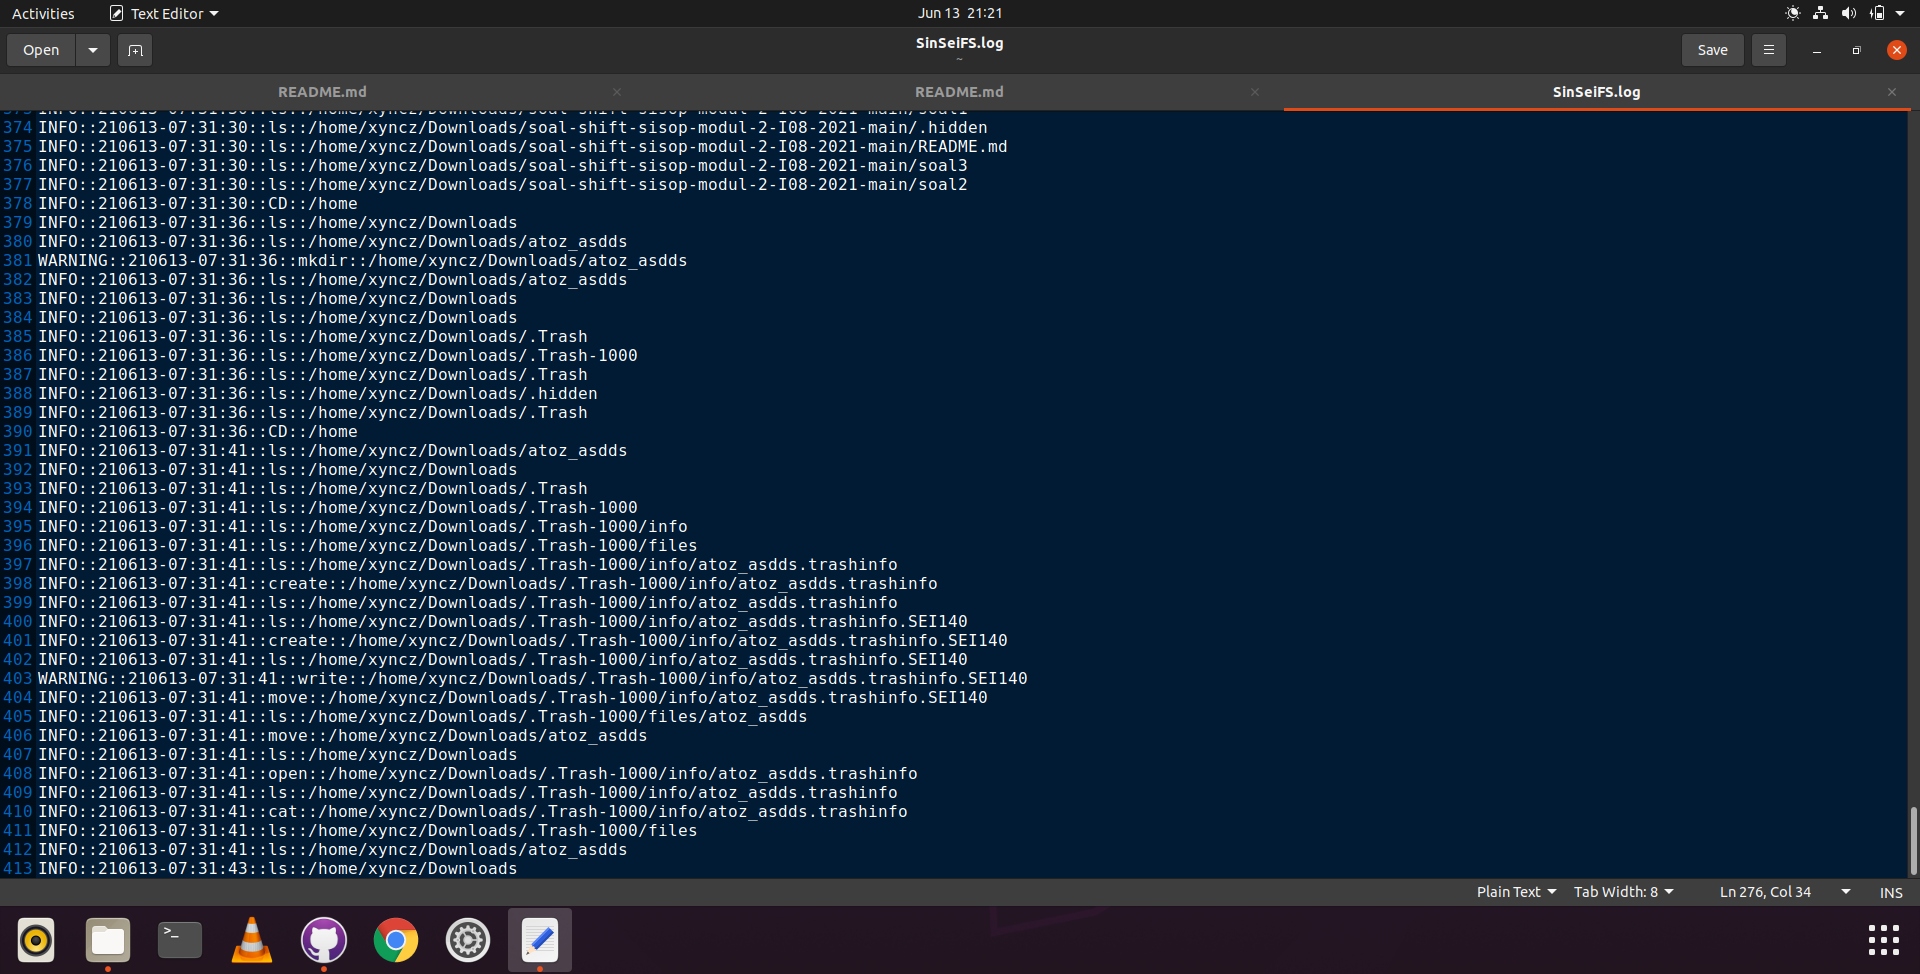 Activities
Text Editor
Jun 13 21:21
Open
SinSeiFS.log
~
Save
README.md
README.md
SinSeiFS.log
373 INFO::210613-07:31:30::ls::/home/xyncz/Downloads/soal-shift-sisop-modul-2-I08-2021-main/soal1
374 INFO::210613-07:31:30::ls::/home/xyncz/Downloads/soal-shift-sisop-modul-2-I08-2021-main/.hidden
375 INFO::210613-07:31:30::ls::/home/xyncz/Downloads/soal-shift-sisop-modul-2-I08-2021-main/README.md
376 INFO::210613-07:31:30::ls::/home/xyncz/Downloads/soal-shift-sisop-modul-2-I08-2021-main/soal3
377 INFO::210613-07:31:30::ls::/home/xyncz/Downloads/soal-shift-sisop-modul-2-I08-2021-main/soal2
378 INFO::210613-07:31:30::CD::/home
379 INFO::210613-07:31:36::ls::/home/xyncz/Downloads
380 INFO::210613-07:31:36::ls::/home/xyncz/Downloads/atoz_asdds
381 WARNING::210613-07:31:36::mkdir::/home/xyncz/Downloads/atoz_asdds
382 INFO::210613-07:31:36::ls::/home/xyncz/Downloads/atoz_asdds
383 INFO::210613-07:31:36::ls::/home/xyncz/Downloads
384 INFO::210613-07:31:36::ls::/home/xyncz/Downloads
385 INFO::210613-07:31:36::ls::/home/xyncz/Downloads/.Trash
386 INFO::210613-07:31:36::ls::/home/xyncz/Downloads/.Trash-1000
387 INFO::210613-07:31:36::ls::/home/xyncz/Downloads/.Trash
388 INFO::210613-07:31:36::ls::/home/xyncz/Downloads/.hidden
389 INFO::210613-07:31:36::ls::/home/xyncz/Downloads/.Trash
390 INFO::210613-07:31:36::CD::/home
391 INFO::210613-07:31:41::ls::/home/xyncz/Downloads/atoz_asdds
392 INFO::210613-07:31:41::ls::/home/xyncz/Downloads
393 INFO::210613-07:31:41::ls::/home/xyncz/Downloads/.Trash
394 INFO::210613-07:31:41::ls::/home/xyncz/Downloads/.Trash-1000
395 INFO::210613-07:31:41::ls::/home/xyncz/Downloads/.Trash-1000/info
396 INFO::210613-07:31:41::ls::/home/xyncz/Downloads/.Trash-1000/files
397 INFO::210613-07:31:41::ls::/home/xyncz/Downloads/.Trash-1000/info/atoz_asdds.trashinfo
398 INFO::210613-07:31:41::create::/home/xyncz/Downloads/.Trash-1000/info/atoz_asdds.trashinfo
399 INFO::210613-07:31:41::ls::/home/xyncz/Downloads/.Trash-1000/info/atoz_asdds.trashinfo
400 INFO::210613-07:31:41::ls::/home/xyncz/Downloads/.Trash-1000/info/atoz_asdds.trashinfo.SEI140
401 INFO::210613-07:31:41::create::/home/xyncz/Downloads/.Trash-1000/info/atoz_asdds.trashinfo.SEI140
402 INFO::210613-07:31:41::ls::/home/xyncz/Downloads/.Trash-1000/info/atoz_asdds.trashinfo.SEI140
403 WARNING::210613-07:31:41::write::/home/xyncz/Downloads/.Trash-1000/info/atoz_asdds.trashinfo.SEI140
404 INFO::210613-07:31:41::move::/home/xyncz/Downloads/.Trash-1000/info/atoz_asdds.trashinfo.SEI140
405 INFO::210613-07:31:41::ls::/home/xyncz/Downloads/.Trash-1000/files/atoz_asdds
406 INFO::210613-07:31:41::move::/home/xyncz/Downloads/atoz_asdds
407 INFO::210613-07:31:41::ls::/home/xyncz/Downloads
408 INFO::210613-07:31:41::open::/home/xyncz/Downloads/.Trash-1000/info/atoz_asdds.trashinfo
409 INFO::210613-07:31:41::ls::/home/xyncz/Downloads/.Trash-1000/info/atoz_asdds.trashinfo
410 INFO::210613-07:31:41::cat::/home/xyncz/Downloads/.Trash-1000/info/atoz_asdds.trashinfo
411 INFO::210613-07:31:41::ls::/home/xyncz/Downloads/.Trash-1000/files
412 INFO::210613-07:31:41::ls::/home/xyncz/Downloads/atoz_asdds
413 INFO::210613-07:31:43::ls::/home/xyncz/Downloads
Plain Text
Tab Width: 8
Ln 276, Col 34
INS
>_